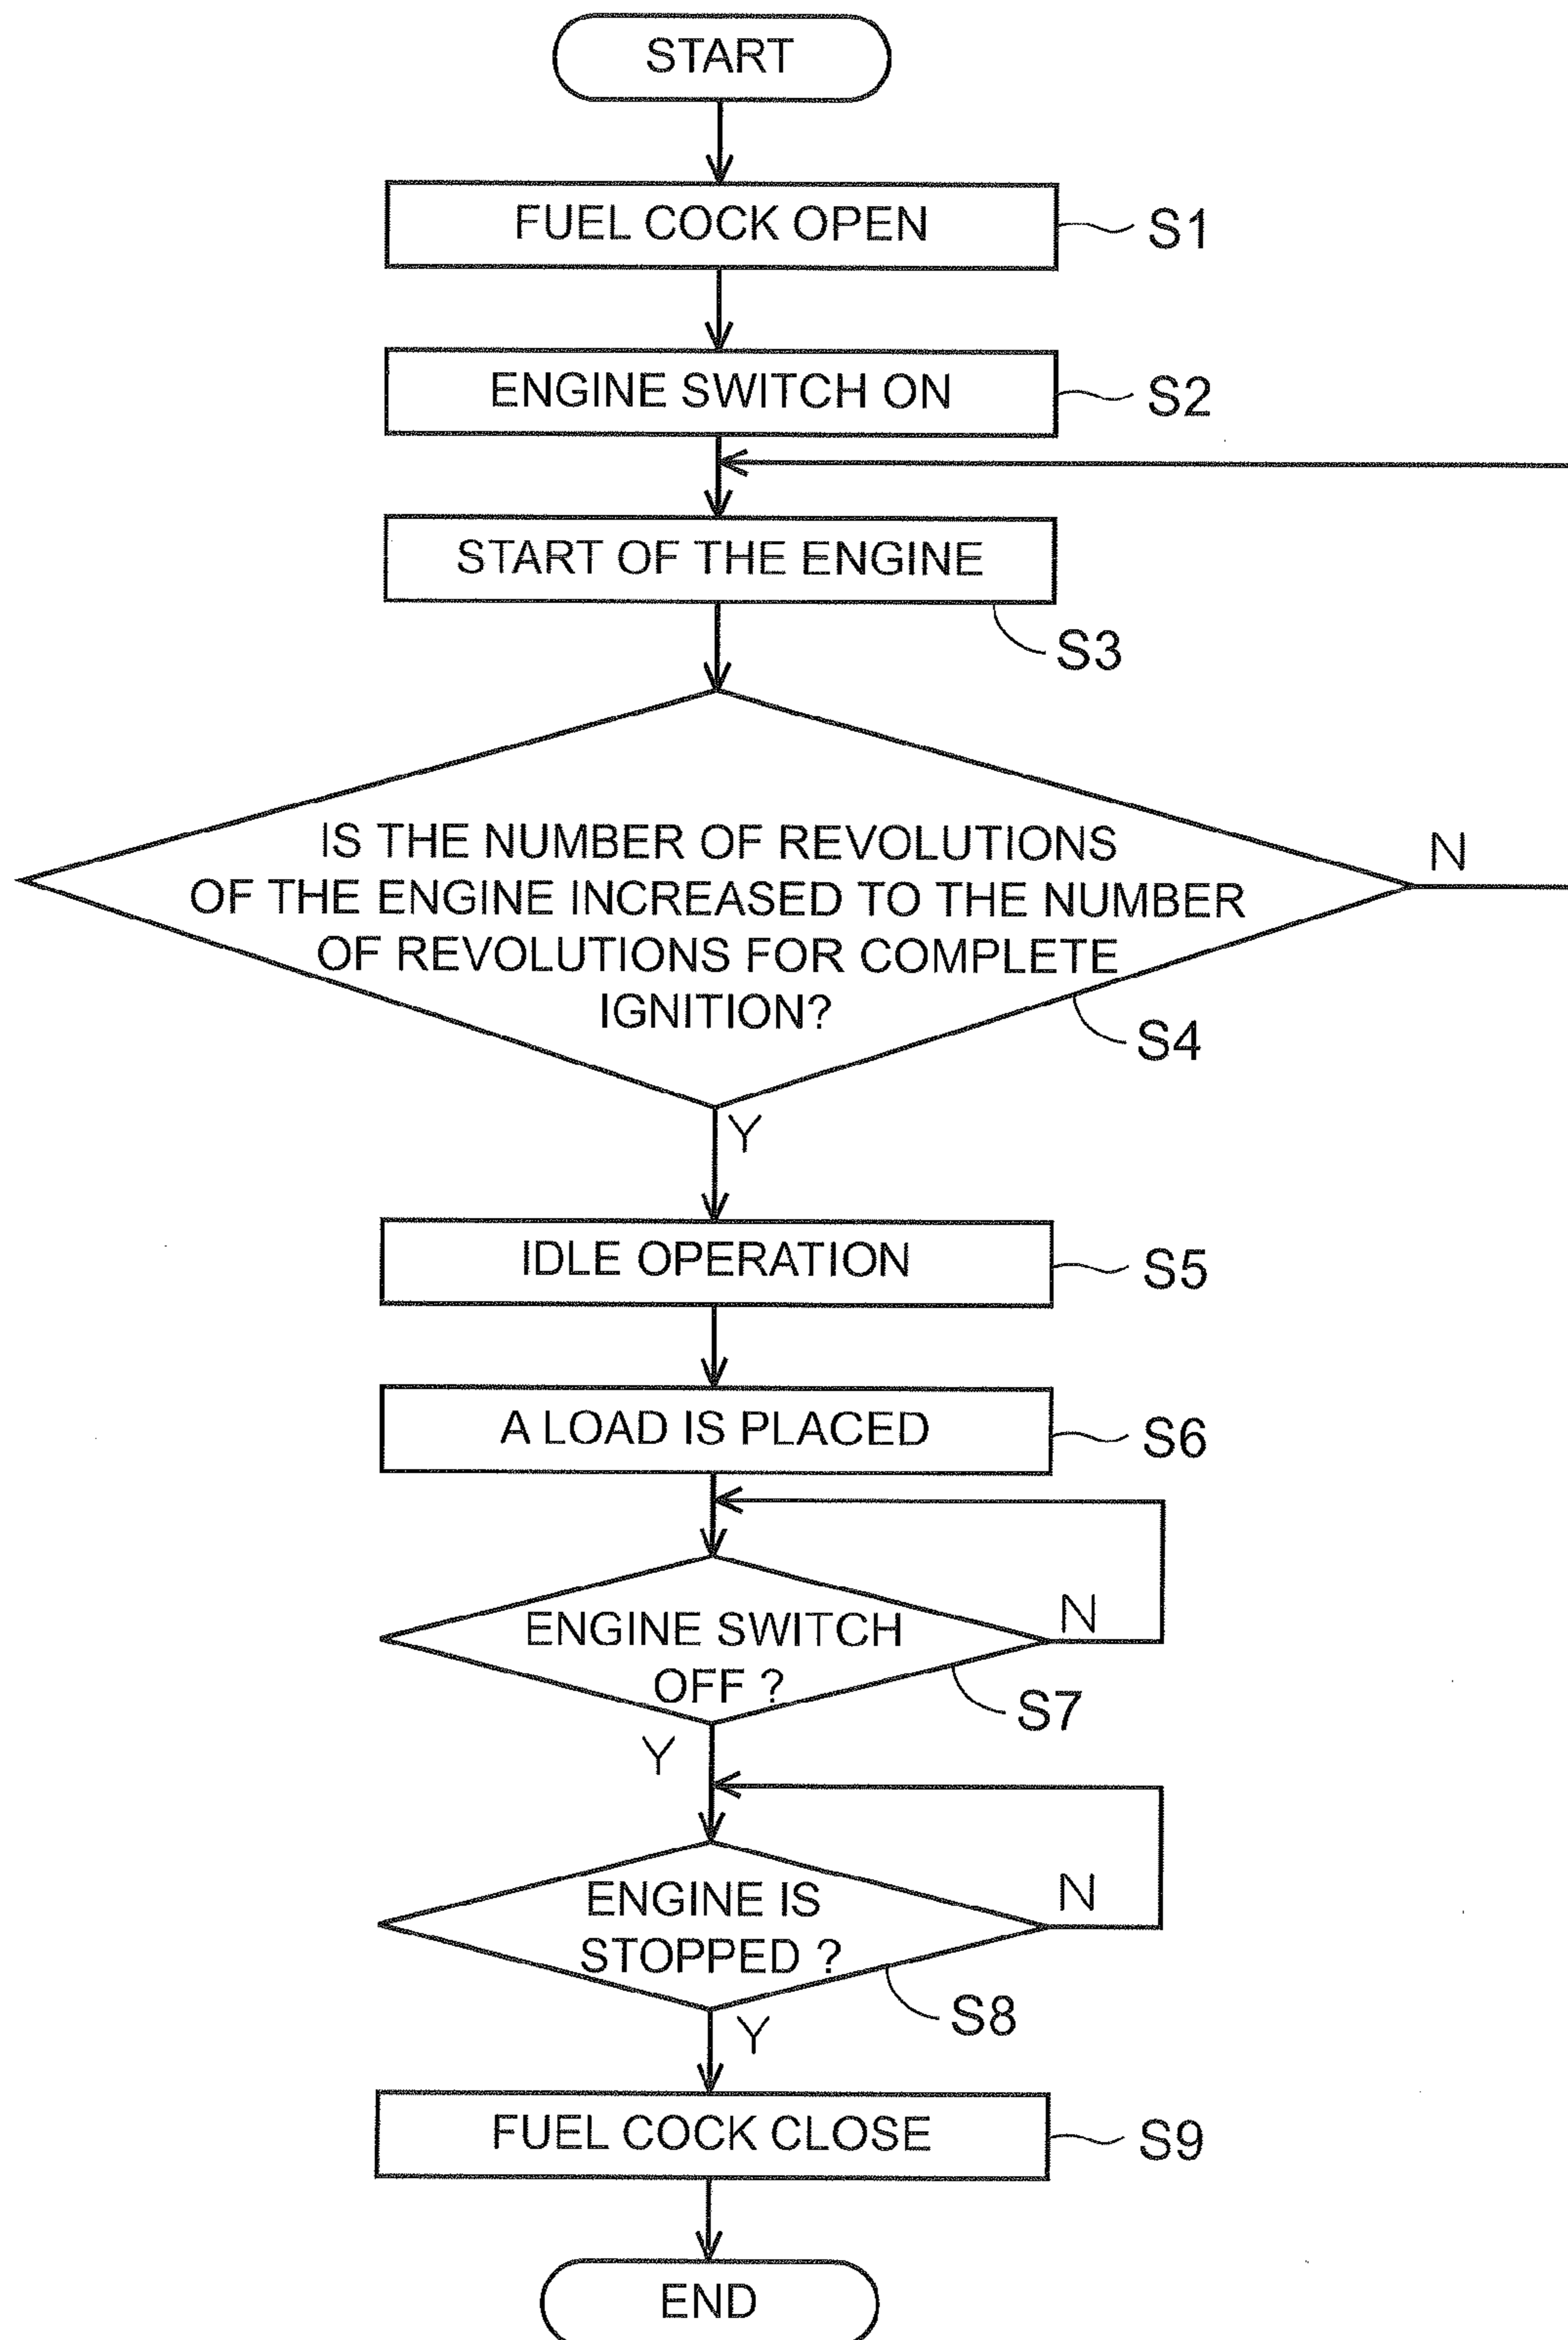 START
FUEL COCK OPEN
S1
ENGINE SWITCH ON
S2
START OF THE ENGINE
S3
IS THE NUMBER OF REVOLUTIONS
OF THE ENGINE INCREASED TO THE NUMBER
OF REVOLUTIONS FOR COMPLETE
IGNITION?
N
S4
Y
IDLE OPERATION
S5
A LOAD IS PLACED
S6
ENGINE SWITCH
OFF ?
N
S7
Y
ENGINE IS
STOPPED ?
N
S8
Y
FUEL COCK CLOSE
S9
END